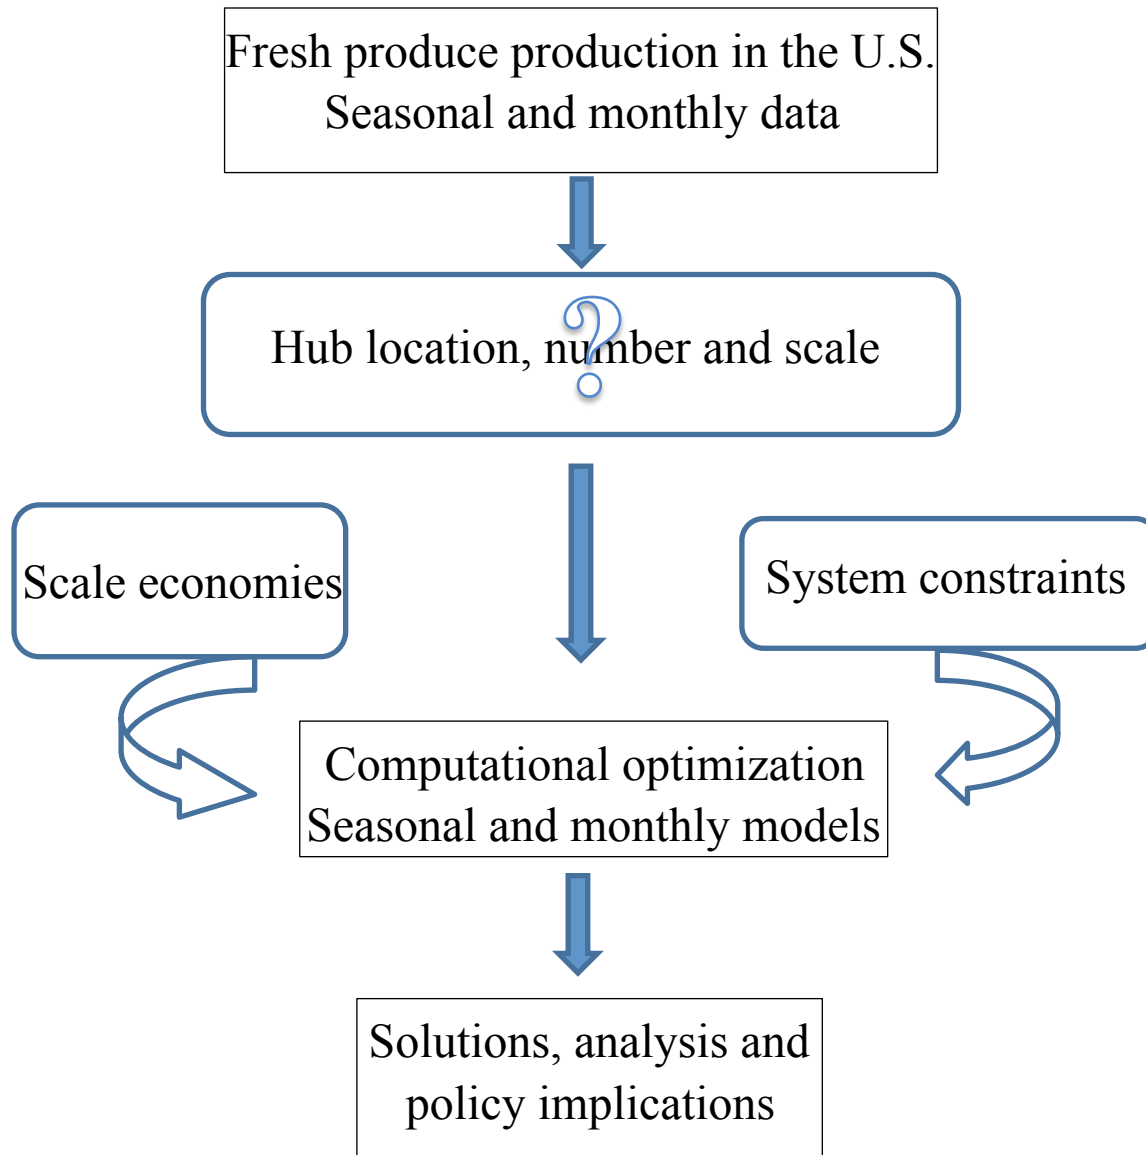 Fresh produce production in the U.S.
Seasonal and monthly data
Hub location, number and scale
?
Scale economies
System constraints
Computational optimization
Seasonal and monthly models
Solutions, analysis and
policy implications